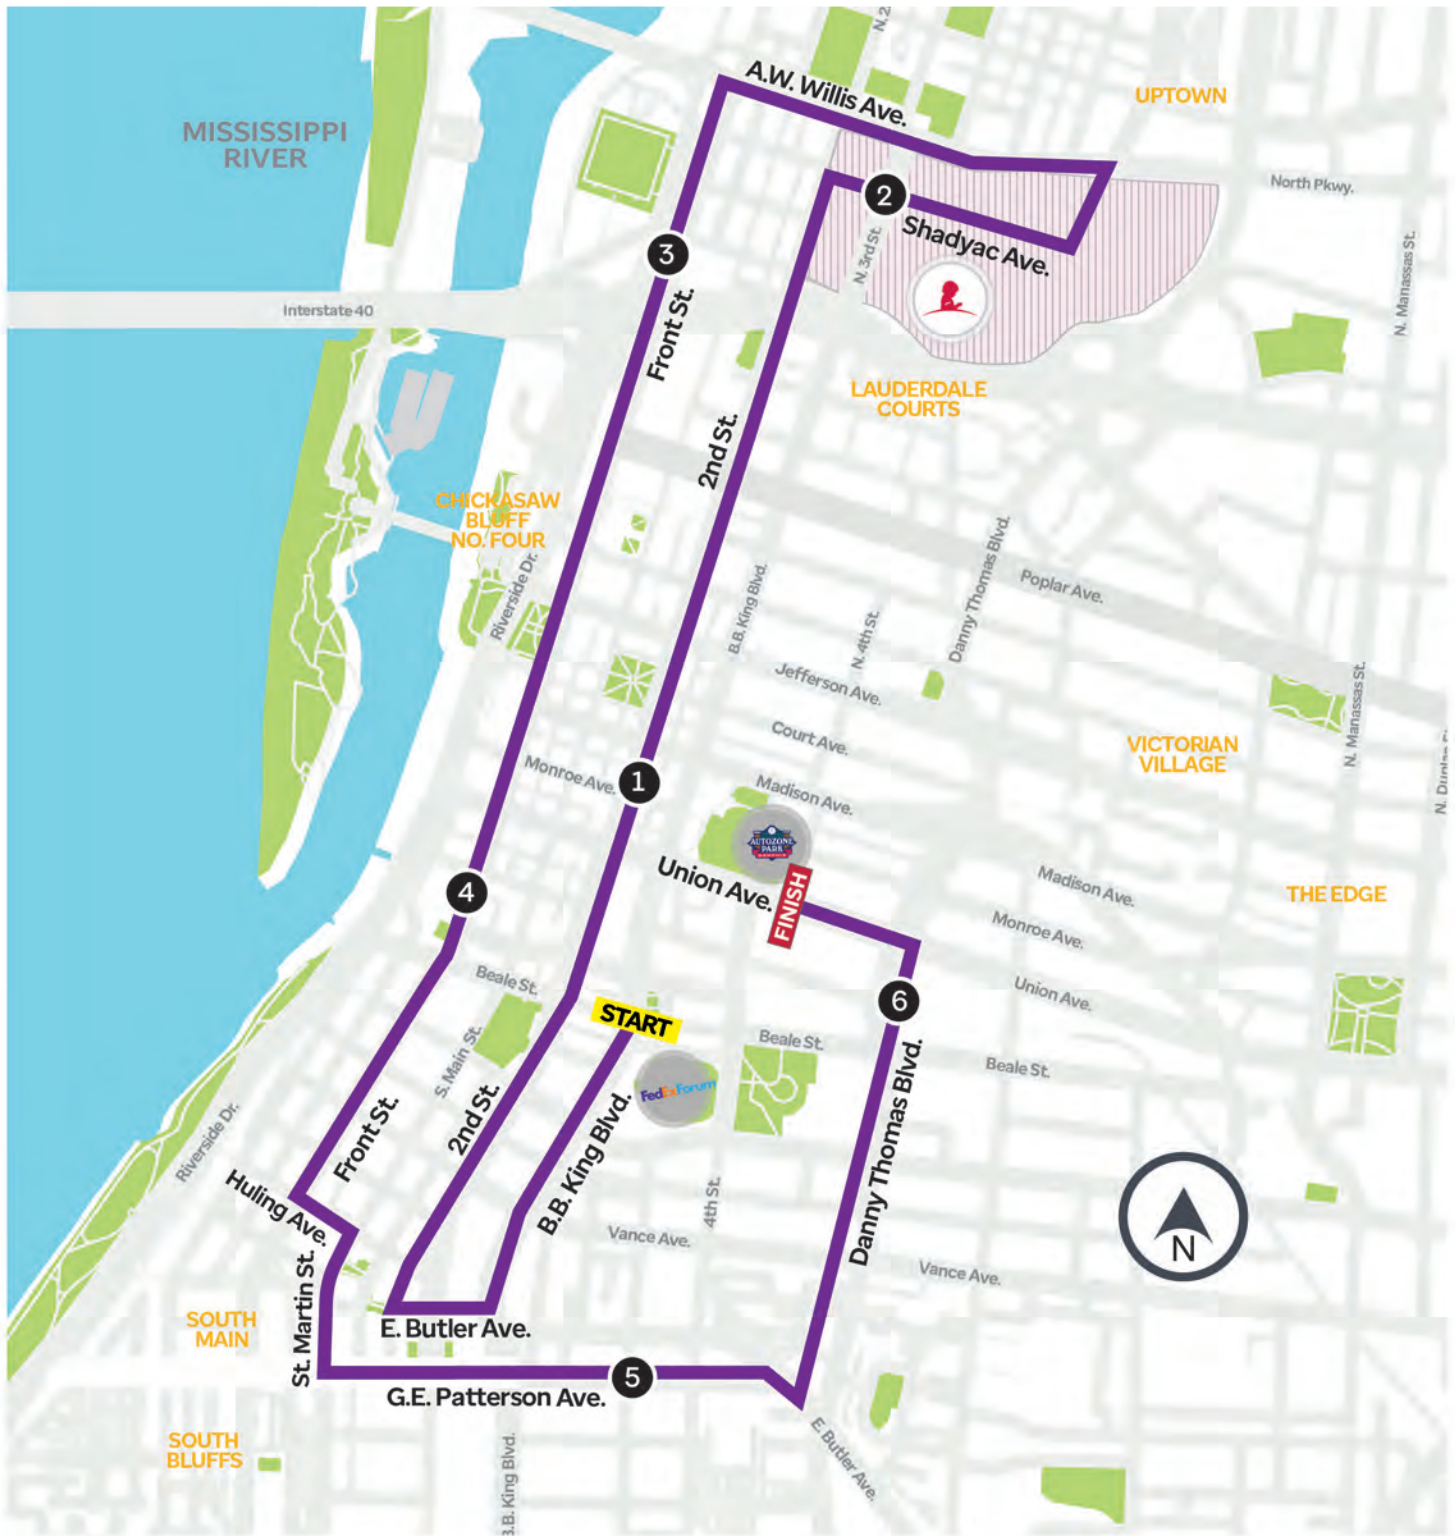 N. 2
A.W. Willis Ave.
UPTOWN
MISSISSIPPI
RIVER
North Pkwy.
2
Shadyac Ave.
N. 3rd St.
3
N. Manassas St.
Interstate 40
Front St.
LAUDERDALE
COURTS
2nd St.
CHICKASAW
BLUFF
NO. FOUR
Riverside Dr.
Danny Thomas Blvd.
Poplar Ave.
B.B. King Blvd.
N. 4th St.
Jefferson Ave.
N. Manassas St.
Court Ave.
VICTORIAN
VILLAGE
Monroe Ave.
1
Madison Ave.
AUTOZONE
PARK
MEMPHIS
Union Ave.
FINISH
4
Madison Ave.
THE EDGE
Monroe Ave.
Beale St.
6
Union Ave.
START
Beale St.
Beale St.
S. Main St.
FedExForum
2nd St.
Front St.
B.B. King Blvd.
Danny Thomas Blvd.
Riverside Dr.
Huling Ave.
4th St.
Vance Ave.
N
Vance Ave.
St. Martin St.
SOUTH
MAIN
E. Butler Ave.
5
G.E. Patterson Ave.
SOUTH
BLUFFS
E. Butler Ave.
B.B. King Blvd.